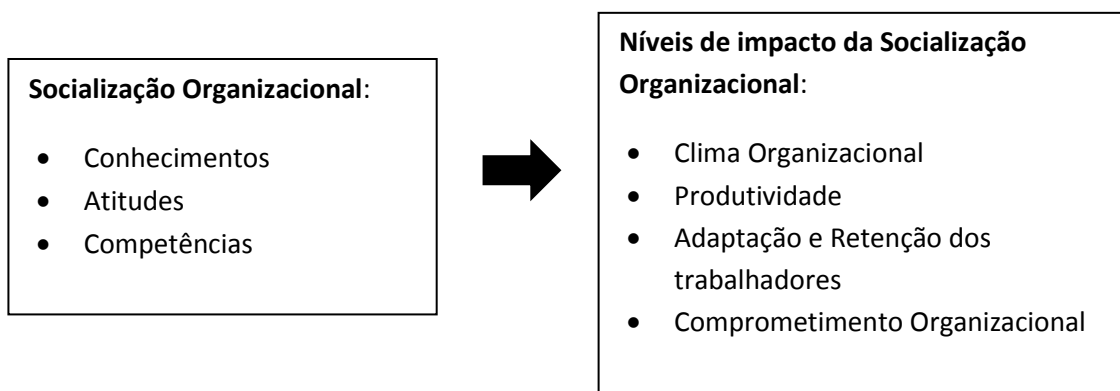 Socialização Organizacional:
• Conhecimentos
• Atitudes
• Competências
Níveis de impacto da Socialização
Organizacional:
• Clima Organizacional
• Produtividade
• Adaptação e Retenção dos
trabalhadores
• Comprometimento Organizacional